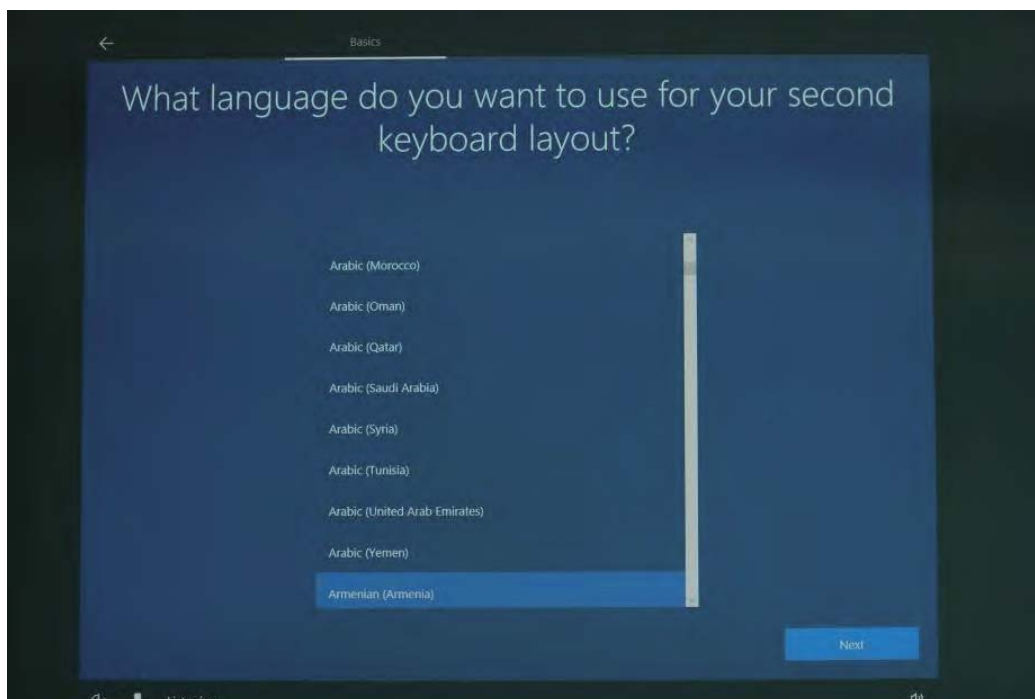 Basics
What language do you want to use for your second
keyboard layout?
Arabic (Morocco)
Arabic (Oman)
Arabic (Qatar)
Arabic (Saudi Arabia)
Arabic (Syria)
Arabic (Tunisia)
Arabic (United Arab Emirates)
Arabic (Yemen)
Armenian (Armenia)
Next